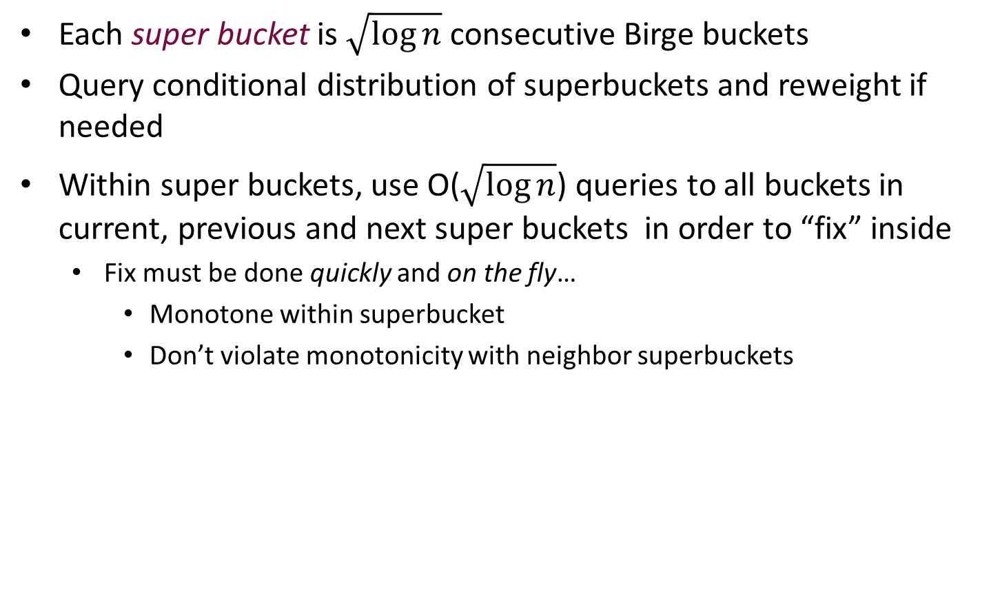 • Each super bucket is √log n consecutive Birge buckets
• Query conditional distribution of superbuckets and reweight if
needed
• Within super buckets, use O(√log n) queries to all buckets in
current, previous and next super buckets in order to “fix” inside
• Fix must be done quickly and on the fly…
• Monotone within superbucket
• Don’t violate monotonicity with neighbor superbuckets